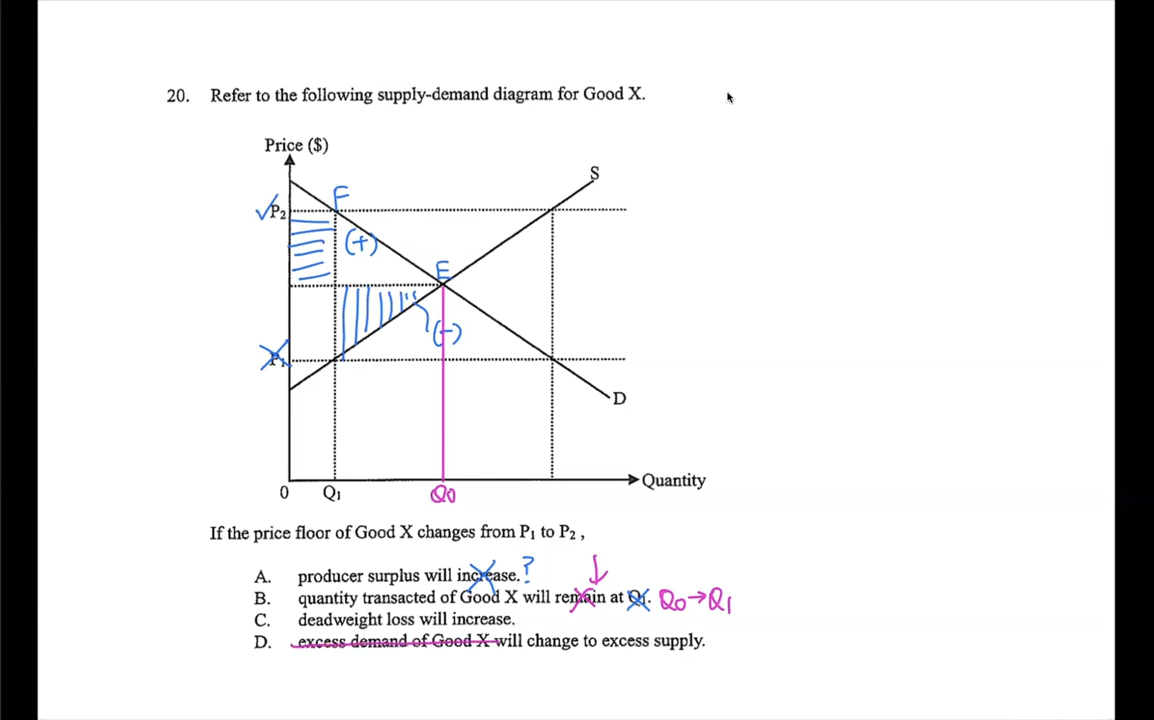 20. Refer to the following supply-demand diagram for Good X.
Price ($)
S
F
✓P2
(+)
E
(-)
P1
D
Quantity
0 Q1 Q0
If the price floor of Good X changes from P1 to P2 ,
A. producer surplus will increase. ?
B. quantity transacted of Good X will remain at Q1. Q0→Q1
C. deadweight loss will increase.
D. excess demand of Good X will change to excess supply.